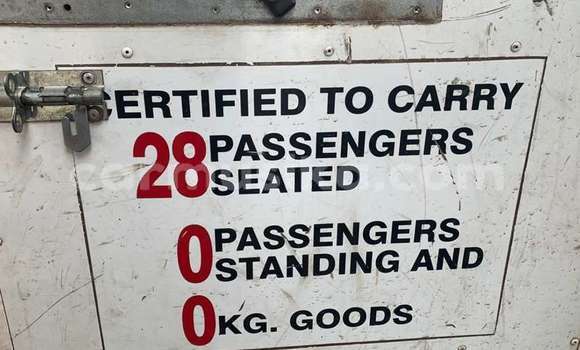 ERTIFIED TO CARRY
28 PASSENGERS
SEATED
0 PASSENGERS
STANDING AND
0 KG. GOODS